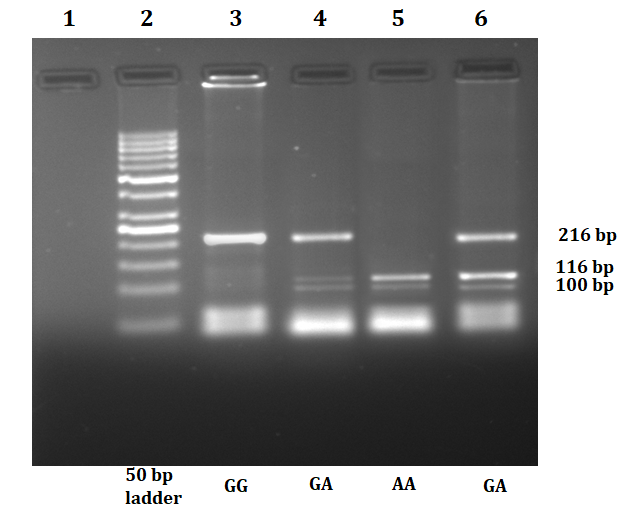 1 2 3 4 5 6
216 bp
116 bp
100 bp
50 bp
ladder
GG GA AA GA